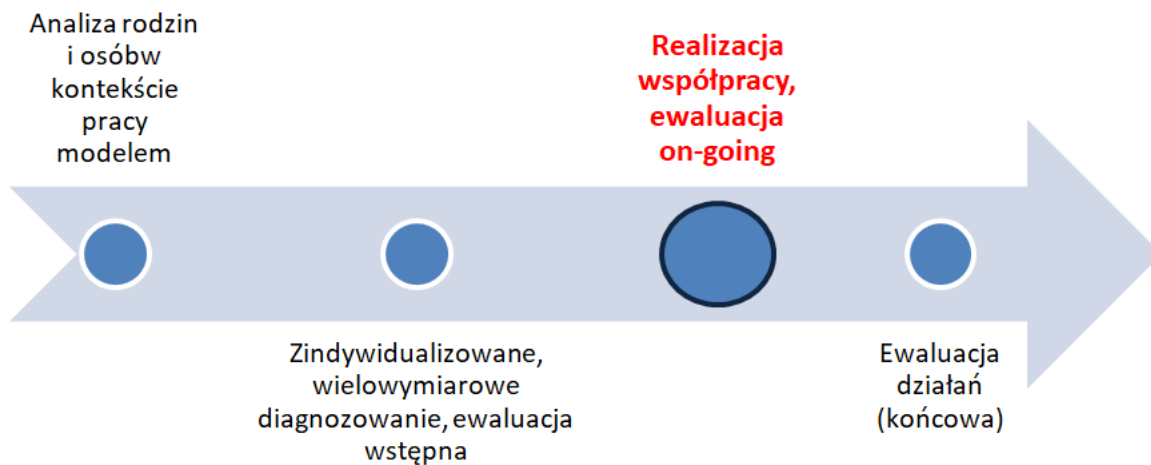 Analiza rodzin
i osóbw
kontekście
pracy
modelem
Zindywidualizowane,
wielowymiarowe
diagnozowanie, ewaluacja
wstępna
Realizacja
współpracy,
ewaluacja
on-going
Ewaluacja
działań
(końcowa)